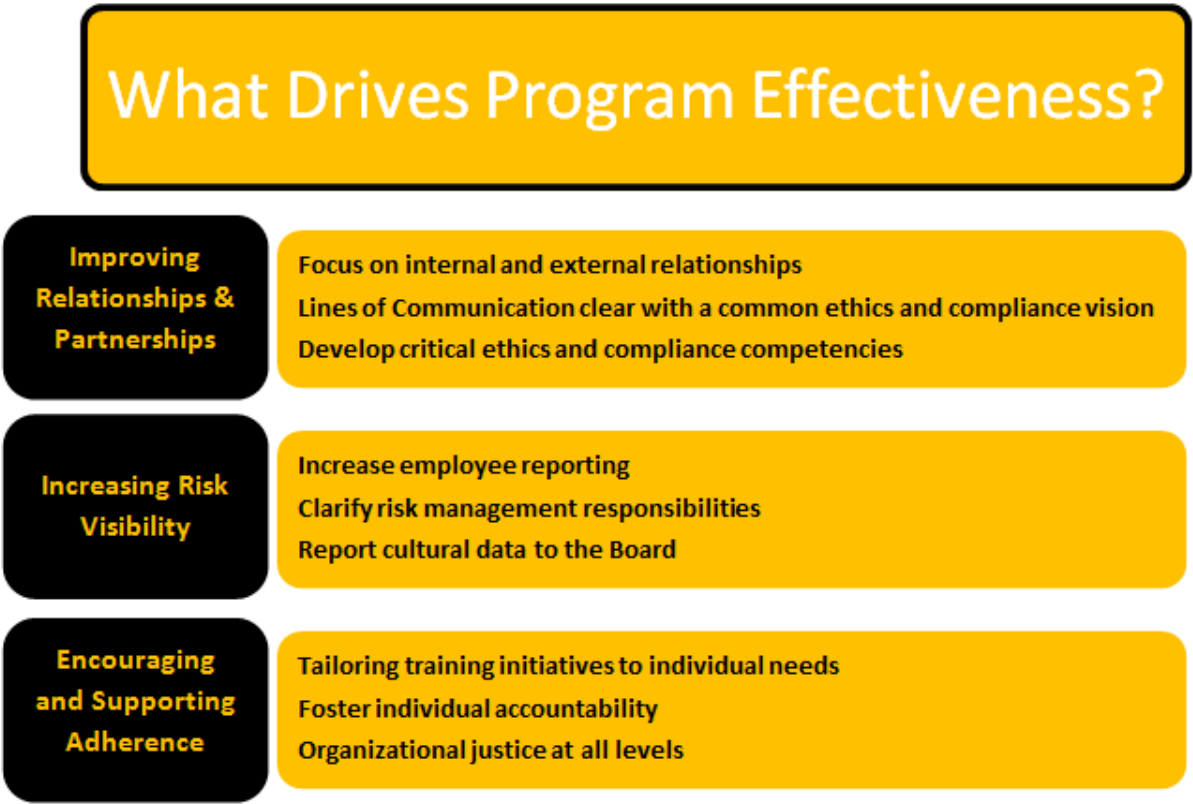 What Drives Program Effectiveness?
Improving
Relationships &
Partnerships
Focus on internal and external relationships
Lines of Communication clear with a common ethics and compliance vision
Develop critical ethics and compliance competencies
Increasing Risk
Visibility
Increase employee reporting
Clarify risk management responsibilities
Report cultural data to the Board
Encouraging
and Supporting
Adherence
Tailoring training initiatives to individual needs
Foster individual accountability
Organizational justice at all levels